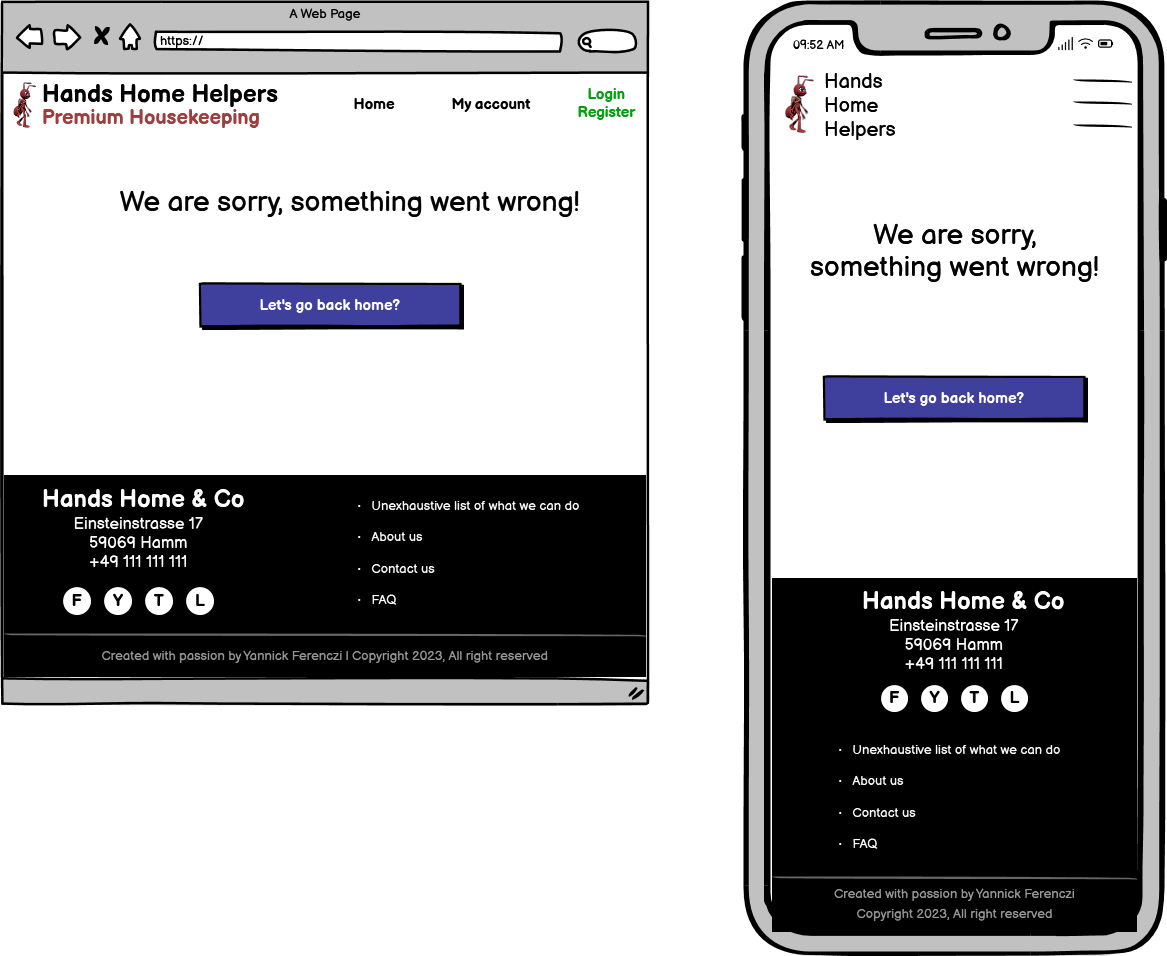 A Web Page
https://
Hands Home Helpers
Premium Housekeeping
Home
My account
Login
Register
We are sorry, something went wrong!
Let's go back home?
Hands Home & Co
Einsteinstrasse 17
59069 Hamm
+49 111 111 111
F Y T L
· Unexhaustive list of what we can do
· About us
· Contact us
· FAQ
Created with passion by Yannick Ferenczi | Copyright 2023, All right reserved
09:52 AM
Hands
Home
Helpers
We are sorry,
something went wrong!
Let's go back home?
Hands Home & Co
Einsteinstrasse 17
59069 Hamm
+49 111 111 111
F Y T L
· Unexhaustive list of what we can do
· About us
· Contact us
· FAQ
Created with passion by Yannick Ferenczi
Copyright 2023, All right reserved